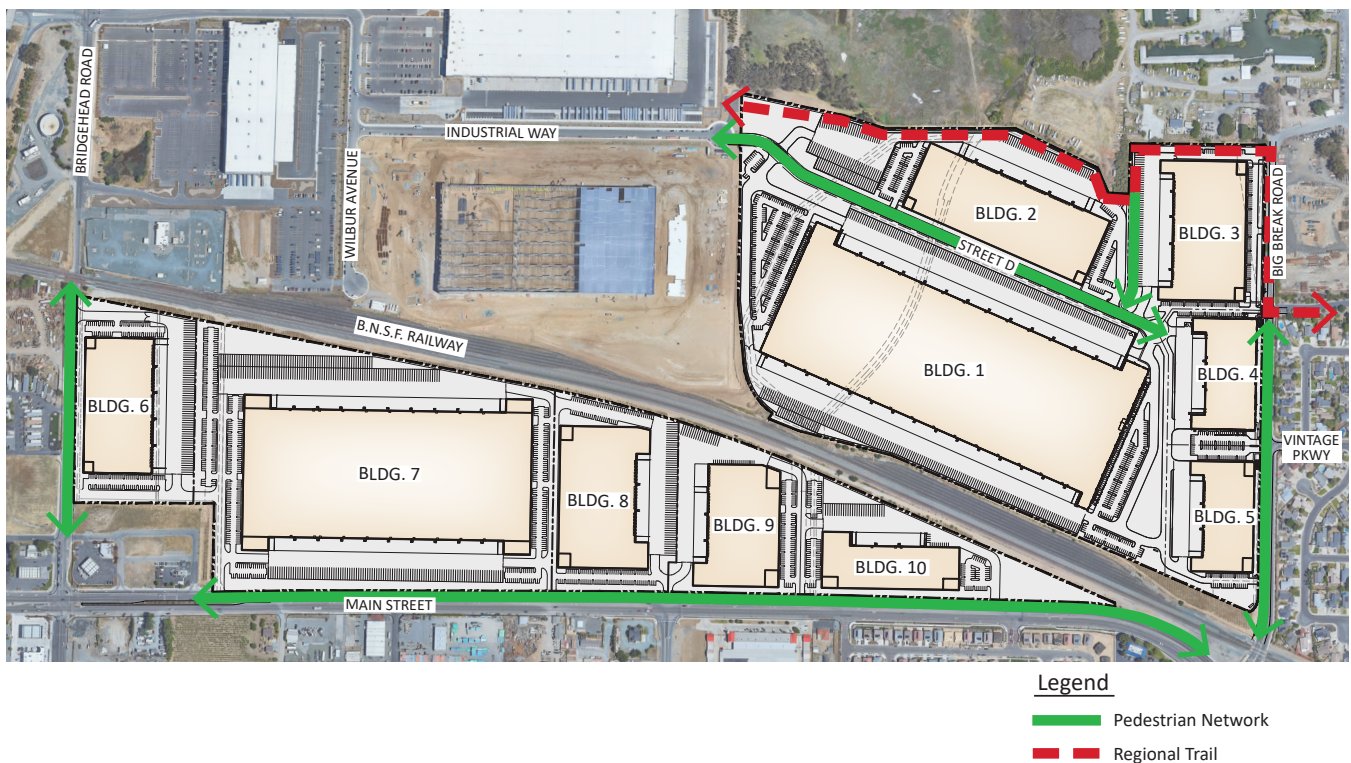 BRIDGEHEAD ROAD
WILBUR AVENUE
INDUSTRIAL WAY
B.N.S.F. RAILWAY
BLDG. 2
BLDG. 3
BIG BREAK ROAD
STREET D
BLDG. 1
BLDG. 4
BLDG. 6
VINTAGE
PKWY
BLDG. 7
BLDG. 8
BLDG. 9
BLDG. 5
BLDG. 10
MAIN STREET
Legend
Pedestrian Network
Regional Trail